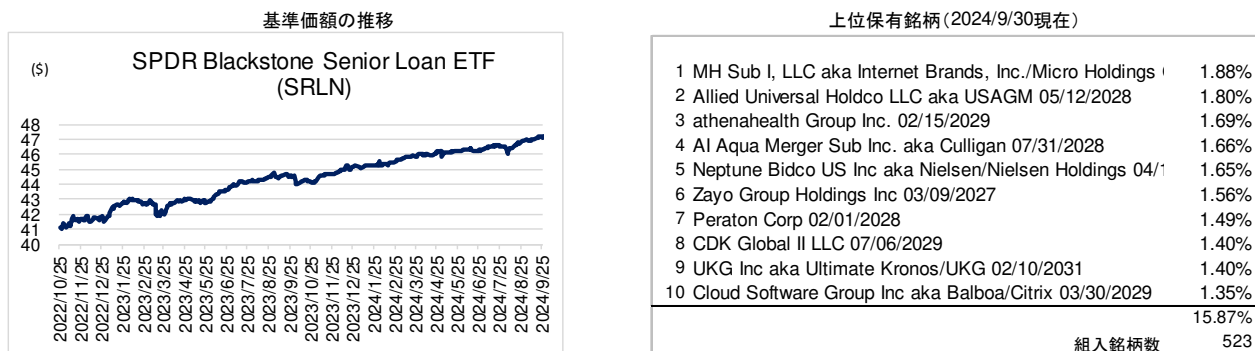 基準価額の推移
SPDR Blackstone Senior Loan ETF
(SRLN)
($)
48
47
46
45
44
43
42
41
40
2022/10/25
2022/11/25
2022/12/25
2023/1/25
2023/2/25
2023/3/25
2023/4/25
2023/5/25
2023/6/25
2023/7/25
2023/8/25
2023/9/25
2023/10/25
2023/11/25
2023/12/25
2024/1/25
2024/2/25
2024/3/25
2024/4/25
2024/5/25
2024/6/25
2024/7/25
2024/8/25
2024/9/25
上位保有銘柄(2024/9/30現在)
1 MH Sub I, LLC aka Internet Brands, Inc./Micro Holdings 1.88%
2 Allied Universal Holdco LLC aka USAGM 05/12/2028 1.80%
3 athenahealth Group Inc. 02/15/2029 1.69%
4 AI Aqua Merger Sub Inc. aka Culligan 07/31/2028 1.66%
5 Neptune Bidco US Inc aka Nielsen/Nielsen Holdings 04/1 1.65%
6 Zayo Group Holdings Inc 03/09/2027 1.56%
7 Peraton Corp 02/01/2028 1.49%
8 CDK Global II LLC 07/06/2029 1.40%
9 UKG Inc aka Ultimate Kronos/UKG 02/10/2031 1.40%
10 Cloud Software Group Inc aka Balboa/Citrix 03/30/2029 1.35%
15.87%
組入銘柄数 523